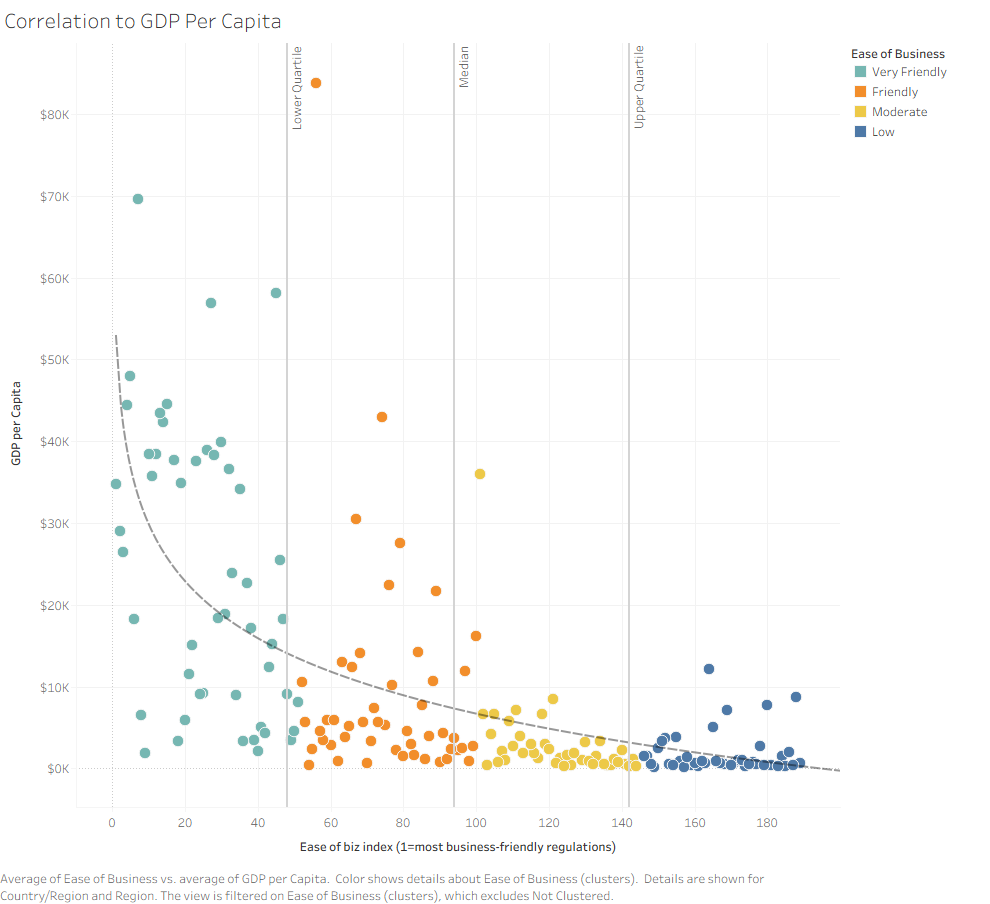 Correlation to GDP Per Capita
Ease of Business
Very Friendly
Friendly
Moderate
Low
Lower Quartile
Median
Upper Quartile
$80K
$70K
$60K
$50K
$40K
$30K
$20K
$10K
$0K
GDP per Capita
0 20 40 60 80 100 120 140 160 180
Ease of biz index (1=most business-friendly regulations)
Average of Ease of Business vs. average of GDP per Capita. Color shows details about Ease of Business (clusters). Details are shown for
Country/Region and Region. The view is filtered on Ease of Business (clusters), which excludes Not Clustered.